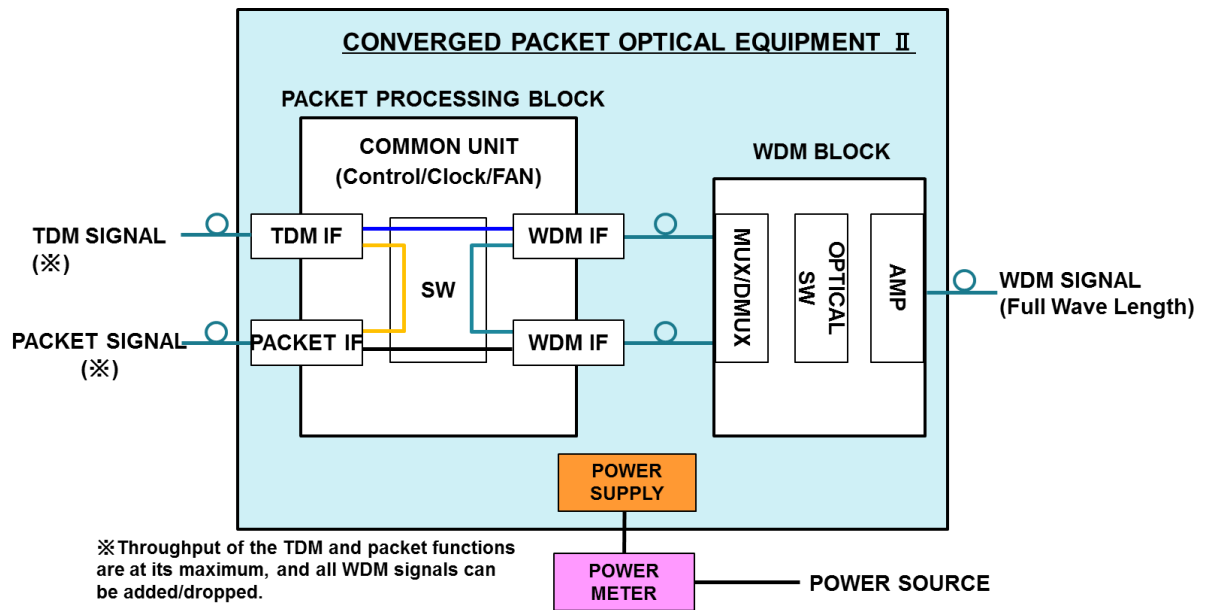 CONVERGED PACKET OPTICAL EQUIPMENT Ⅱ
PACKET PROCESSING BLOCK
COMMON UNIT
(Control/Clock/FAN)
WDM BLOCK
TDM SIGNAL
(※)
TDM IF
WDM IF
SW
PACKET SIGNAL
(※)
PACKET IF
WDM IF
MUX/DMUX
OPTICAL
SW
AMP
WDM SIGNAL
(Full Wave Length)
POWER
SUPPLY
※Throughput of the TDM and packet functions
are at its maximum, and all WDM signals can
be added/dropped.
POWER
METER
POWER SOURCE